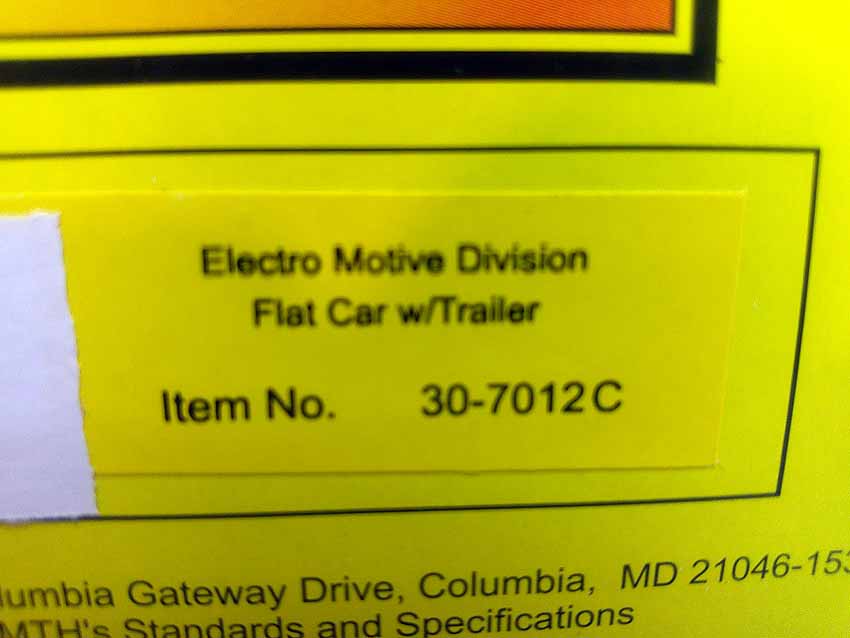 Electro Motive Division
Flat Car w/Trailer
Item No. 30-7012C
Gateway Drive, Columbia, MD 21046-153
MTH's Standards and Specifications